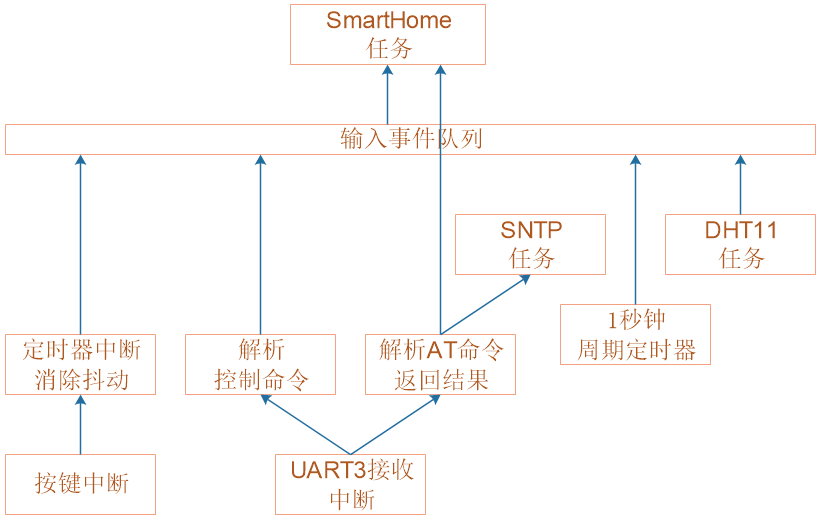 SmartHome
任务
输入事件队列
SNTP
任务
DHT11
任务
1秒钟
周期定时器
定时器中断
消除抖动
解析
控制命令
解析AT命令
返回结果
按键中断
UART3接收
中断